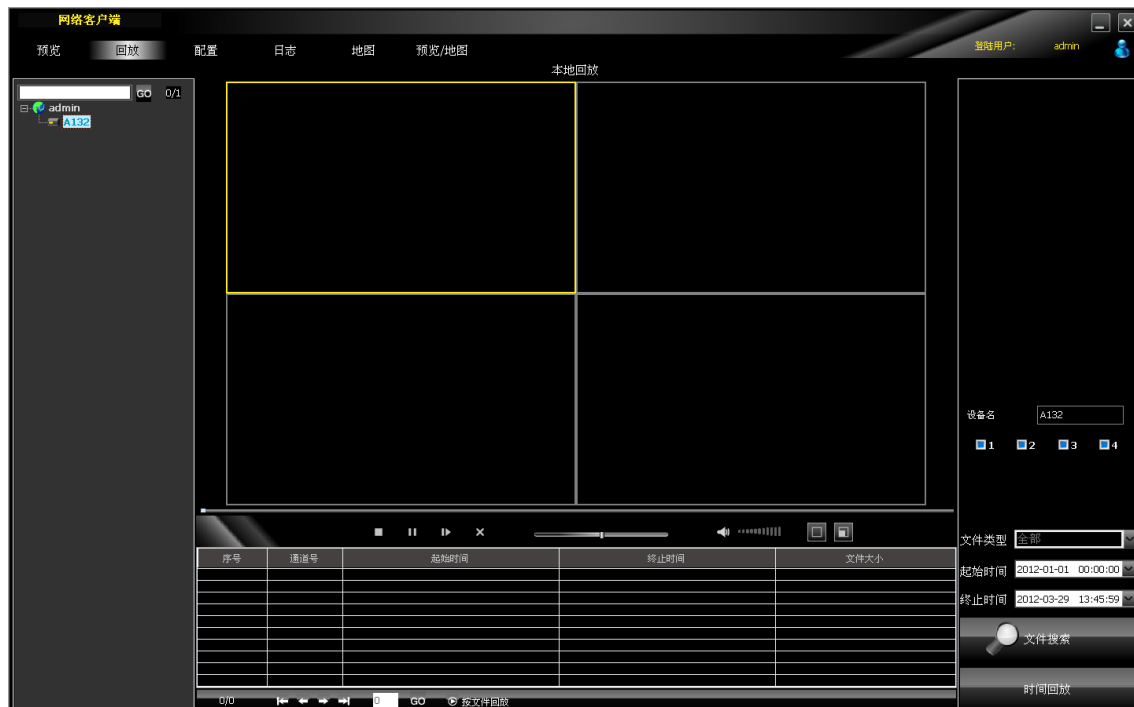 网络客户端
预览 回放 配置 日志 地图 预览/地图 登陆用户: admin
本地回放
GO 0/1
admin
A132
设备名 A132
1 2 3 4
文件类型 全部
起始时间 2012-01-01 00:00:00
终止时间 2012-03-29 13:45:59
文件搜索
时间回放
序号 通道号 起始时间 终止时间 文件大小
0/0 0 GO 按文件回放